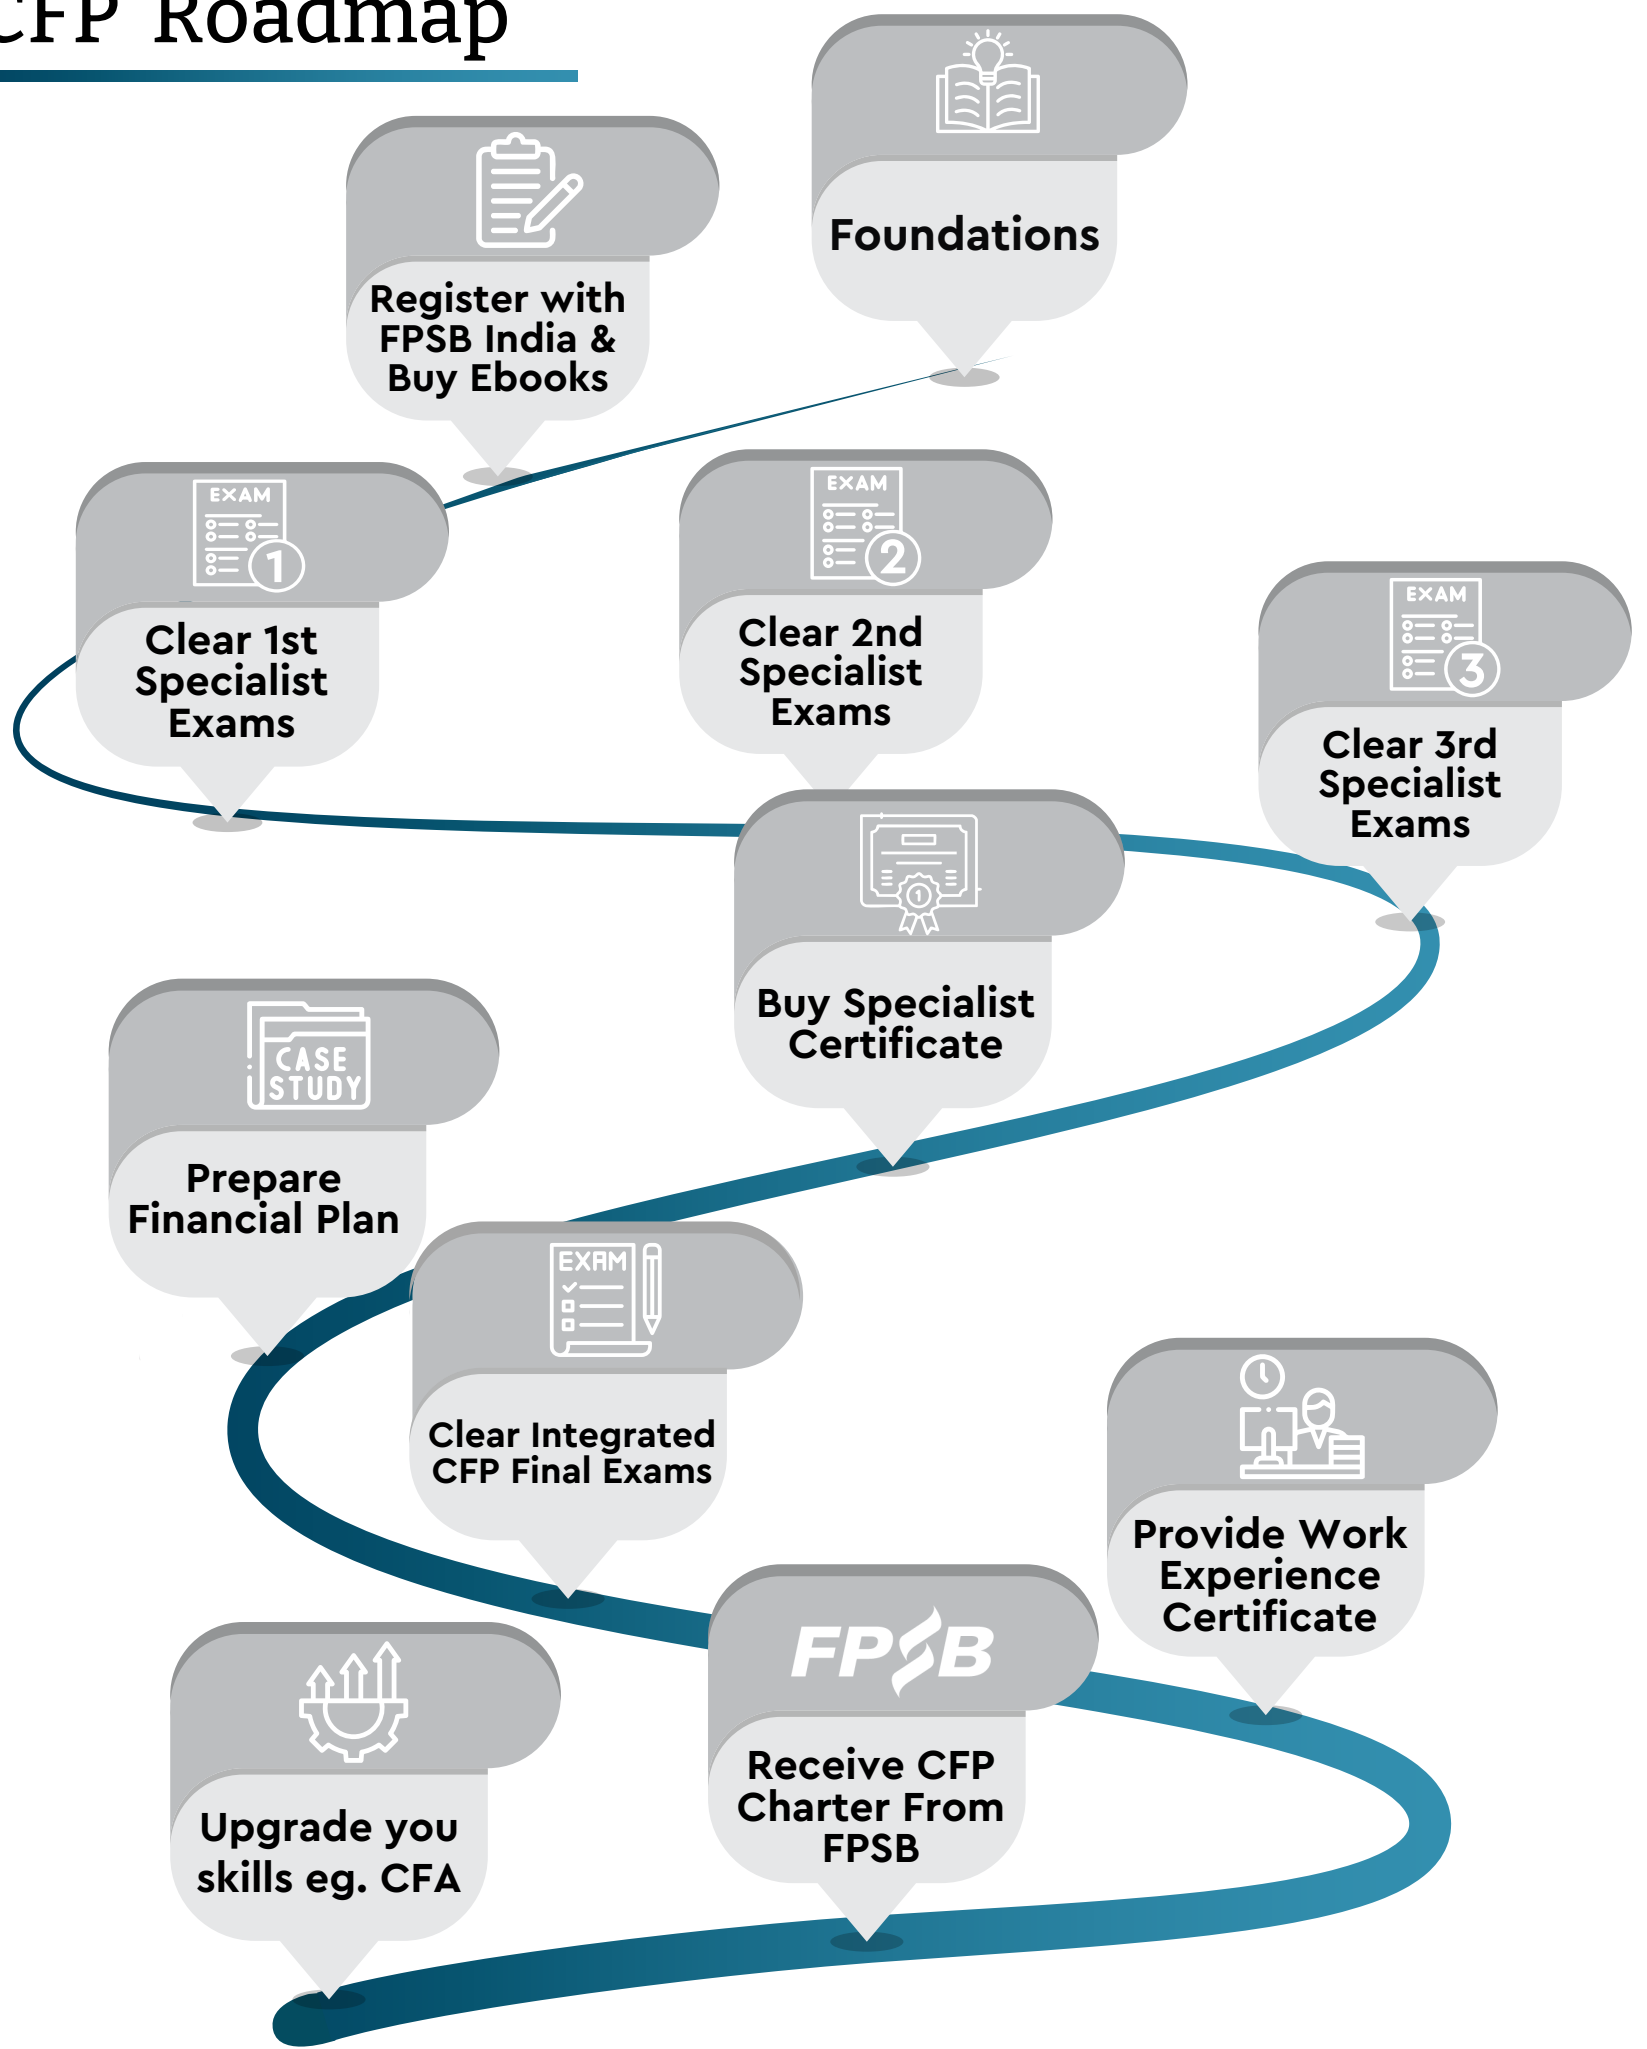 CFP Roadmap
Foundations
Register with
FPSB India &
Buy Ebooks
EXAM
1
Clear 1st
Specialist
Exams
EXAM
2
Clear 2nd
Specialist
Exams
EXAM
3
Clear 3rd
Specialist
Exams
1
Buy Specialist
Certificate
CASE
STUDY
Prepare
Financial Plan
EXAM
Clear Integrated
CFP Final Exams
Provide Work
Experience
Certificate
FPSB
Receive CFP
Charter From
FPSB
Upgrade you
skills eg. CFA